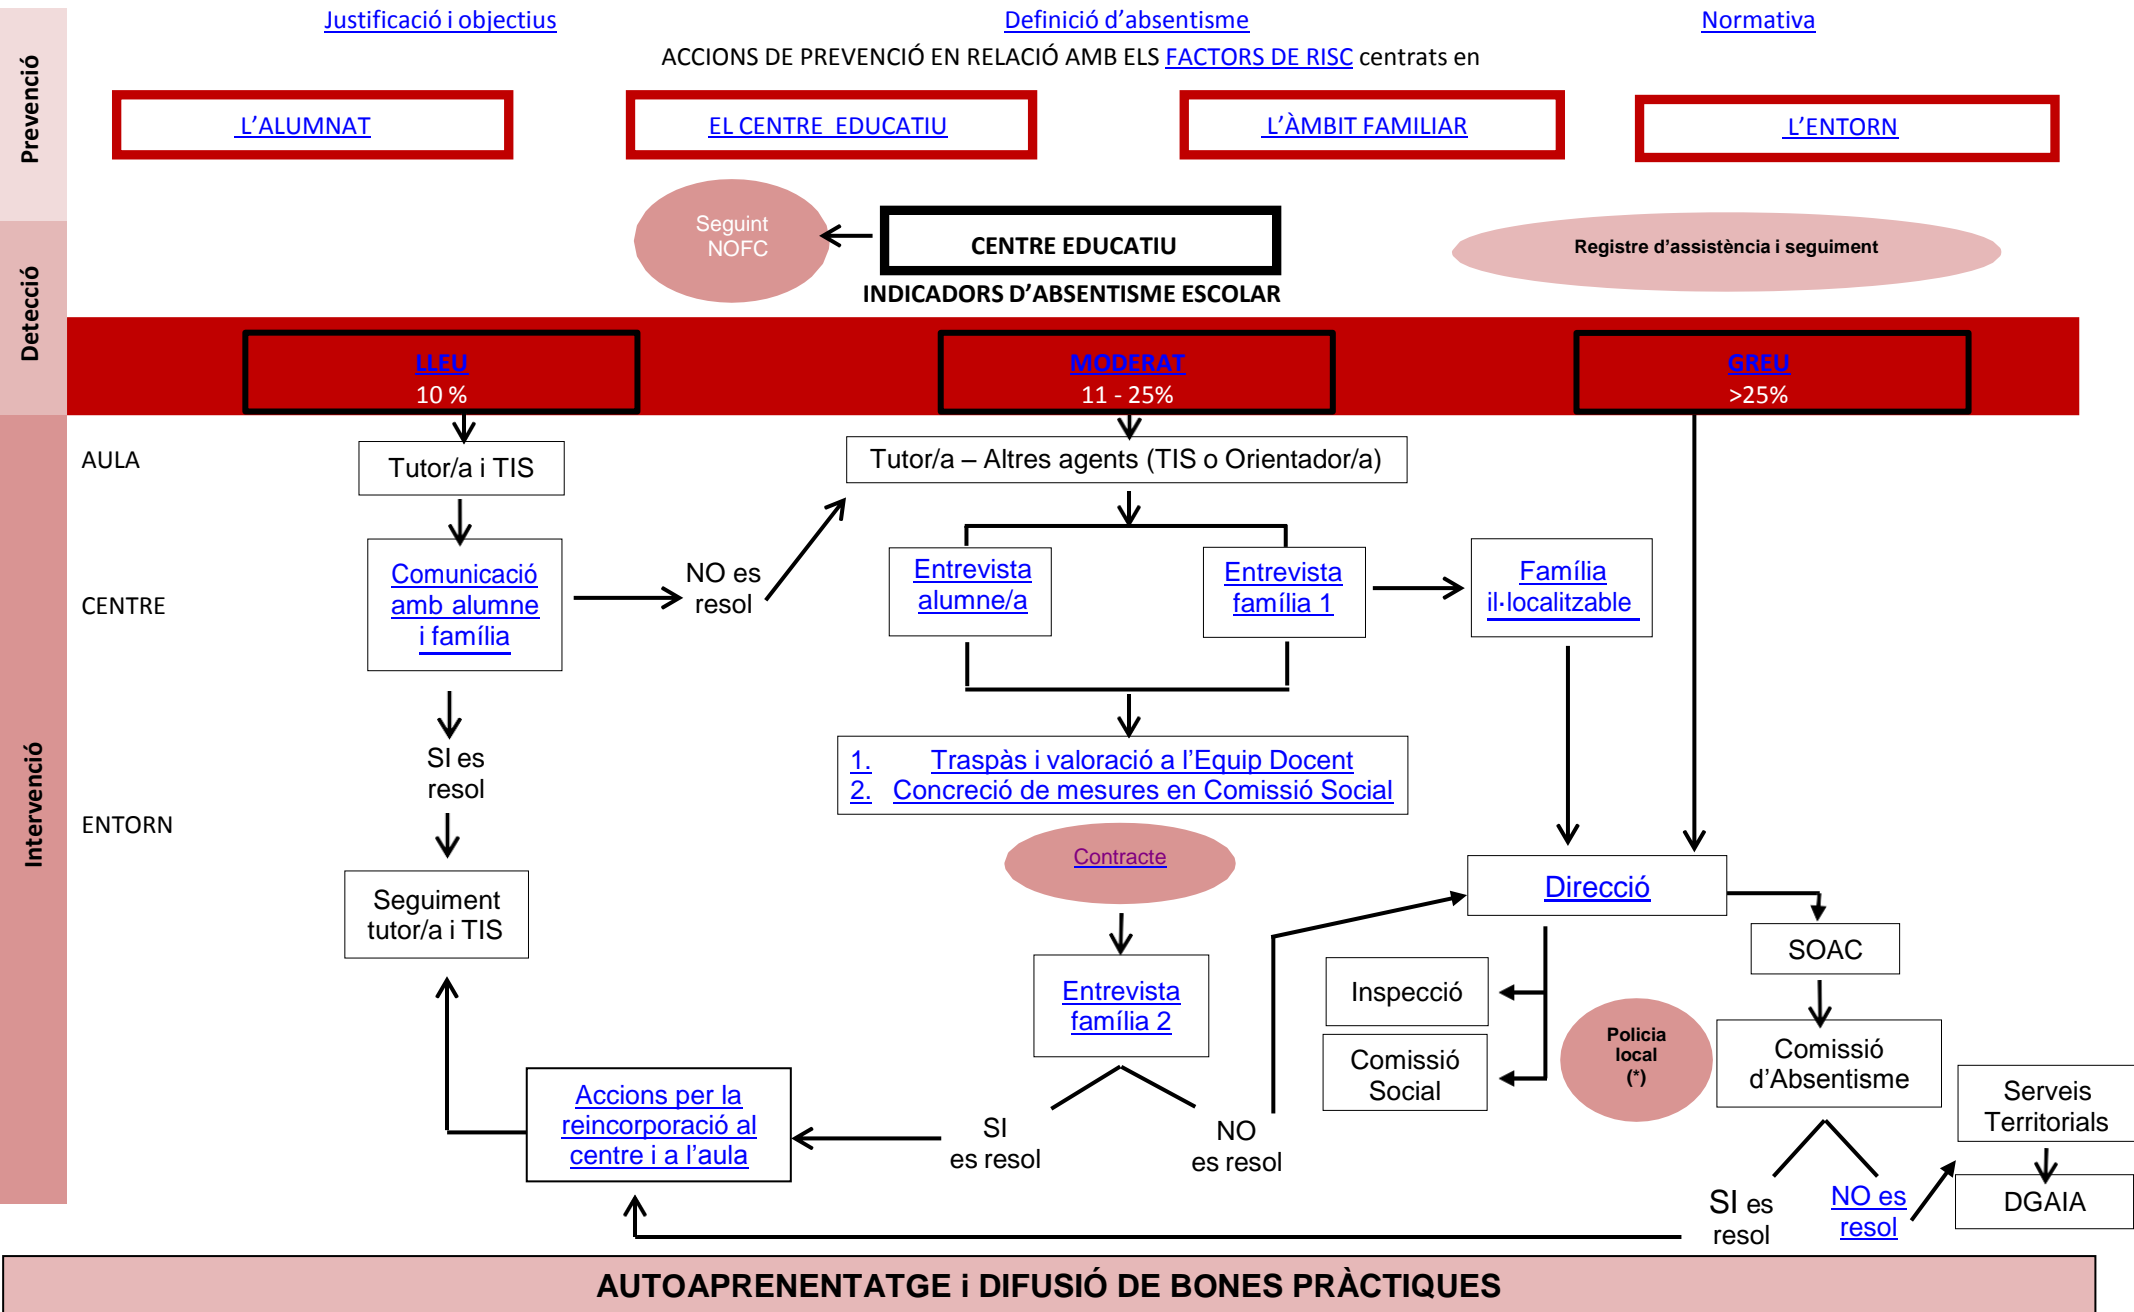 Justificació i objectius
Definició d'absentisme
Normativa
ACCIONS DE PREVENCIÓ EN RELACIÓ AMB ELS FACTORS DE RISC centrats en
Prevenció
L'ALUMNAT
EL CENTRE EDUCATIU
L'ÀMBIT FAMILIAR
L'ENTORN
Seguint
NOFC
CENTRE EDUCATIU
Registre d'assistència i seguiment
INDICADORS D'ABSENTISME ESCOLAR
Detecció
LLEU
10 %
MODERAT
11 - 25%
GREU
>25%
Intervenció
AULA
Tutor/a i TIS
Tutor/a – Altres agents (TIS o Orientador/a)
CENTRE
Comunicació
amb alumne
i família
NO es
resol
Entrevista
alumne/a
Entrevista
família 1
Família
il·localitzable
SI es
resol
1. Traspàs i valoració a l'Equip Docent
2. Concreció de mesures en Comissió Social
ENTORN
Contracte
Direcció
Seguiment
tutor/a i TIS
SOAC
Entrevista
família 2
Inspecció
Comissió
Social
Policia
local
(*)
Comissió
d'Absentisme
Serveis
Territorials
Accions per la
reincorporació al
centre i a l'aula
SI
es resol
NO
es resol
SI es
resol
NO es
resol
DGAIA
AUTOAPRENENTATGE i DIFUSIÓ DE BONES PRÀCTIQUES